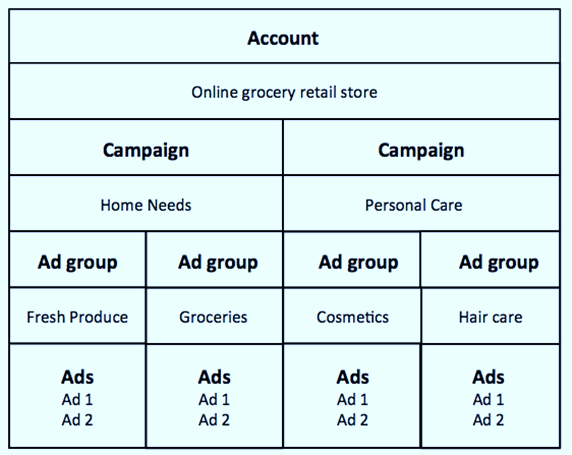 Account
Online grocery retail store
Campaign Campaign
Home Needs Personal Care
Ad group Ad group Ad group Ad group
Fresh Produce Groceries Cosmetics Hair care
Ads Ads Ads Ads
Ad 1 Ad 1 Ad 1 Ad 1
Ad 2 Ad 2 Ad 2 Ad 2